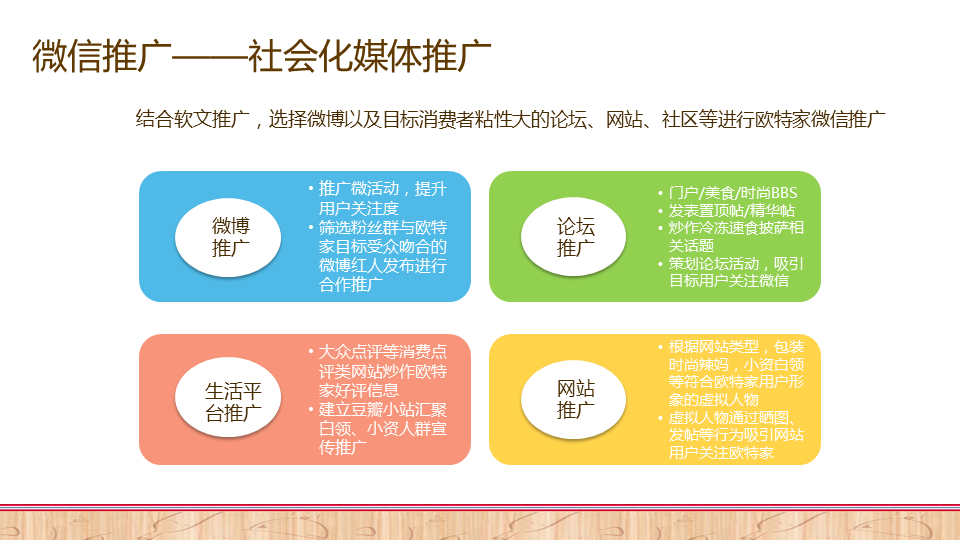 微信推广——社会化媒体推广
结合软文推广，选择微博以及目标消费者粘性大的论坛、网站、社区等进行欧特家微信推广
微博
推广
• 推广微活动，提升
用户关注度
• 筛选粉丝群与欧特
家目标受众吻合的
微博红人发布进行
合作推广
论坛
推广
• 门户/美食/时尚BBS
• 发表置顶帖/精华帖
• 炒作冷冻速食披萨相
关话题
• 策划论坛活动，吸引
目标用户关注微信
生活平
台推广
• 大众点评等消费点
评类网站炒作欧特
家好评信息
• 建立豆瓣小站汇聚
白领、小资人群宣
传推广
网站
推广
• 根据网站类型，包装
时尚辣妈，小资白领
等符合欧特家用户形
象的虚拟人物
• 虚拟人物通过晒图、
发帖等行为吸引网站
用户关注欧特家